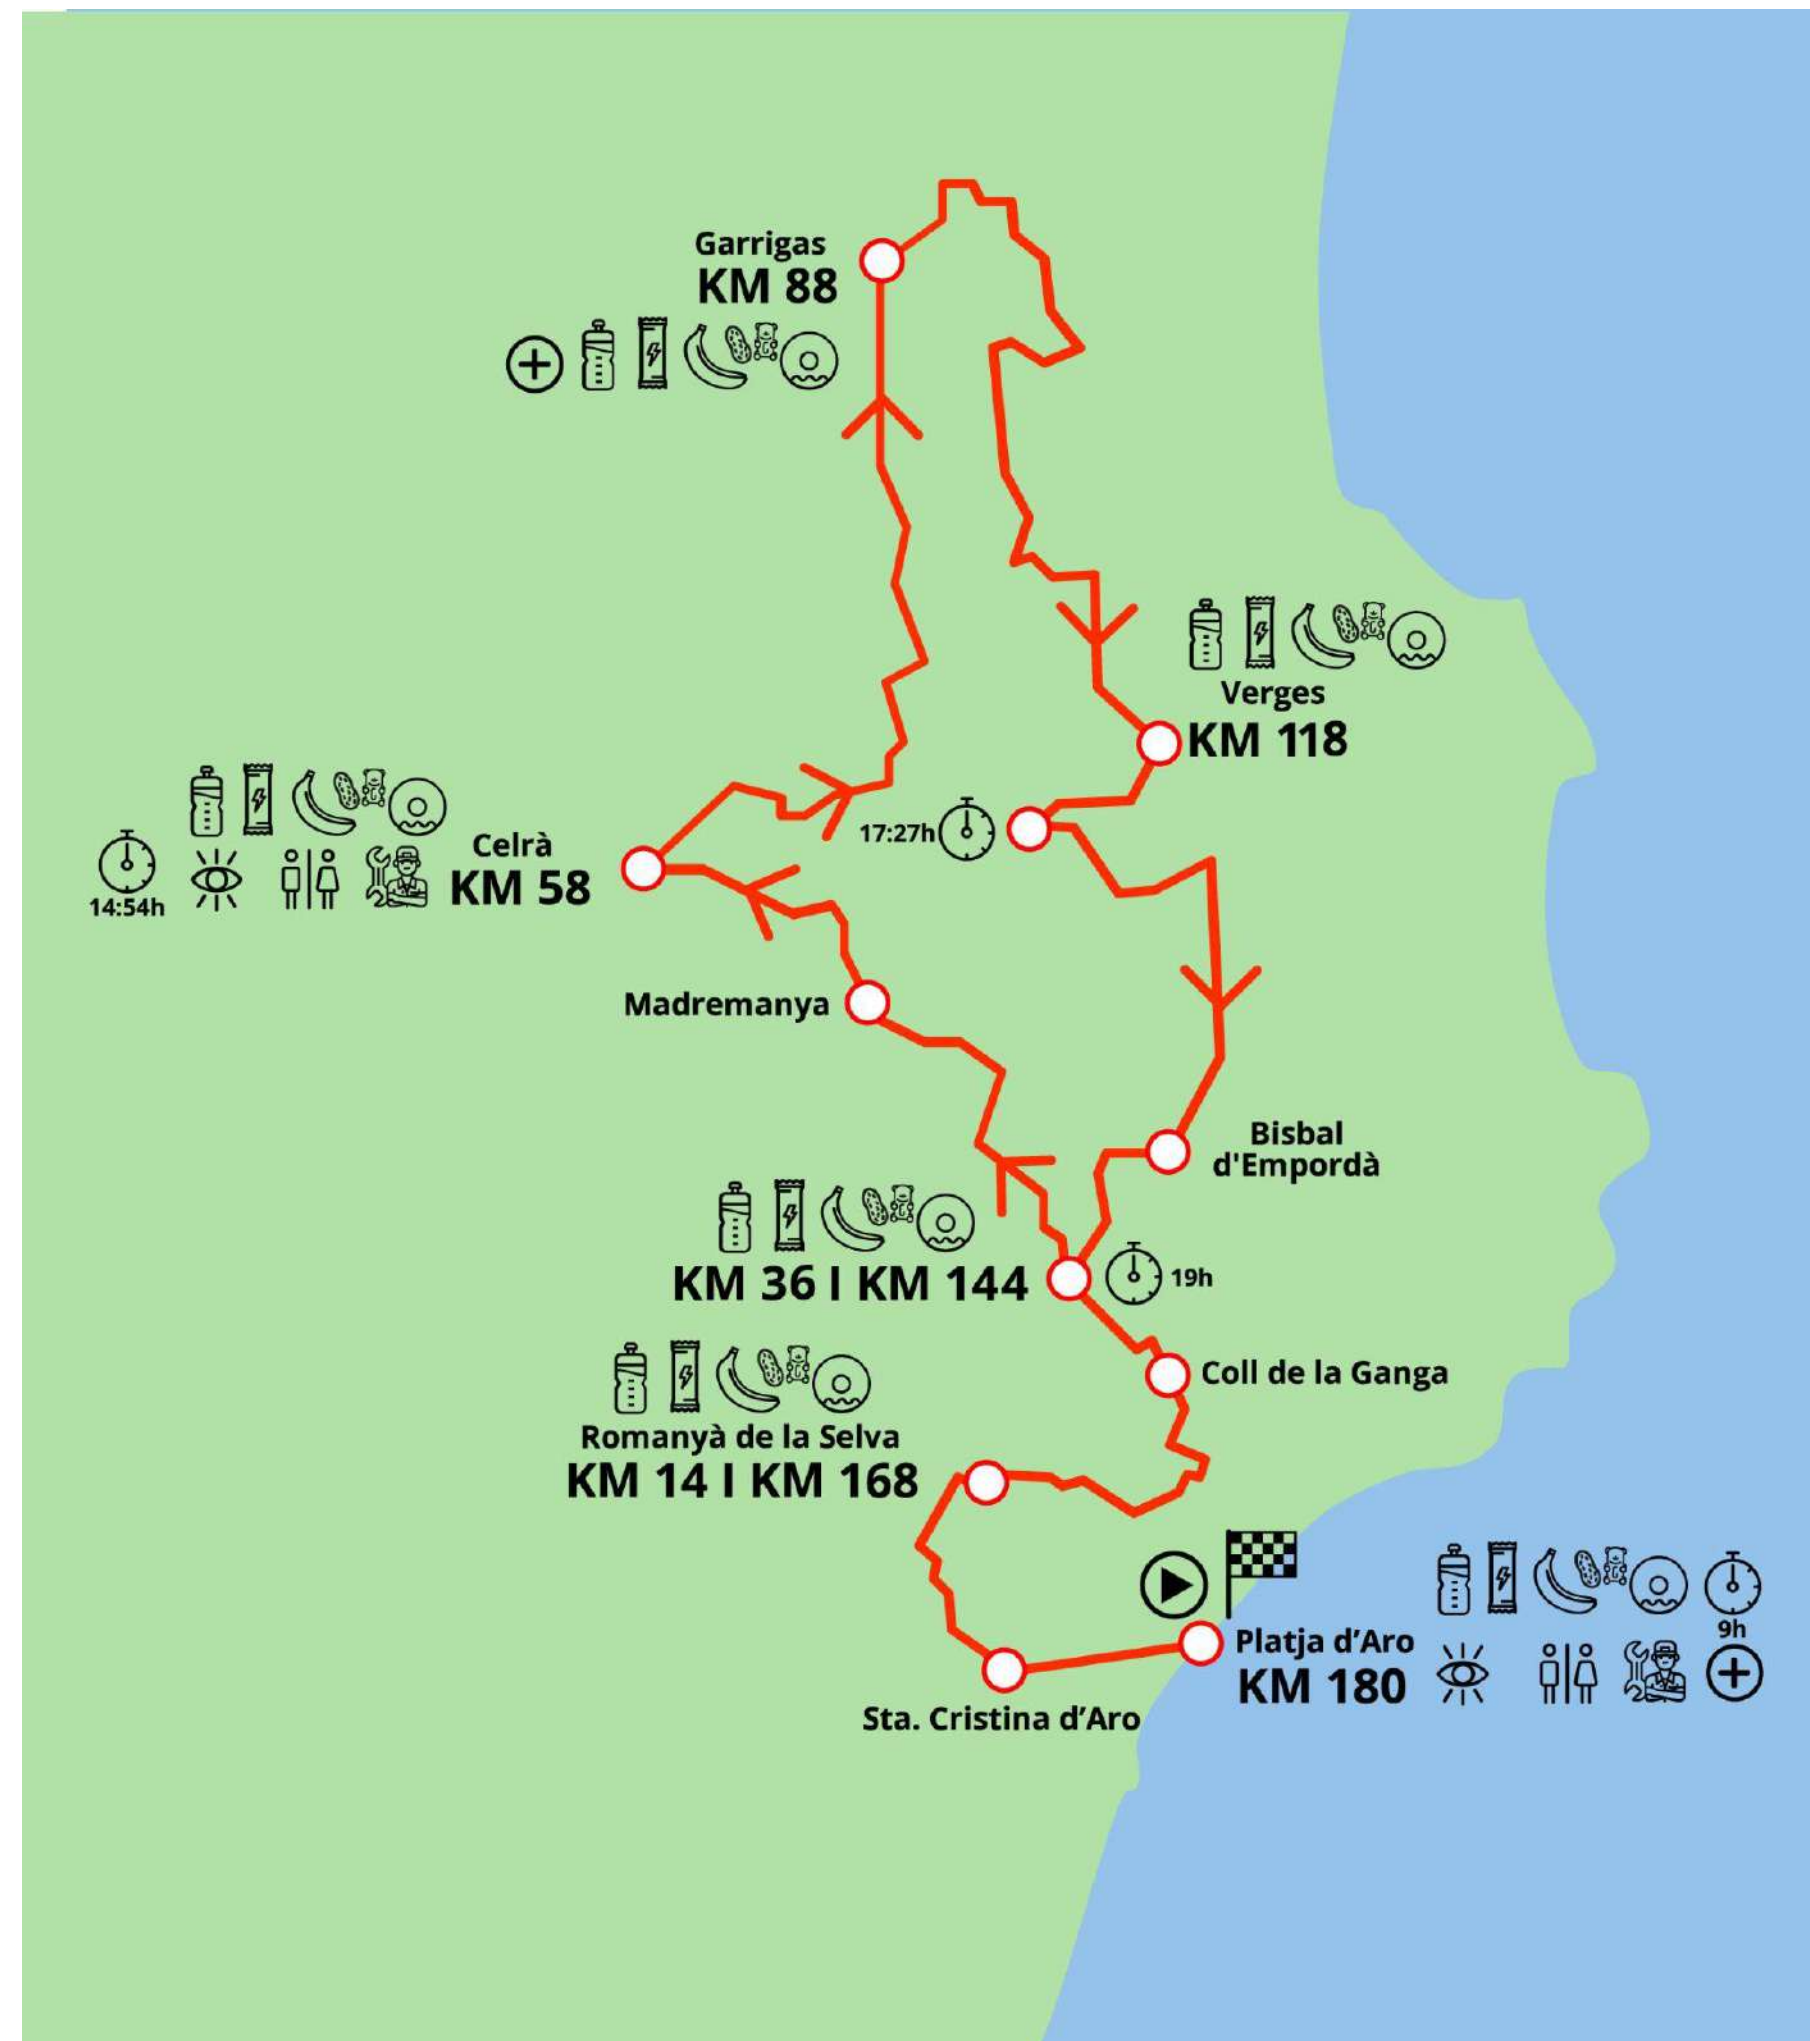 Garrigas
KM 88
Verges
KM 118
17:27h
Celrà
KM 58
14:54h
Madremanya
Bisbal
d'Empordà
KM 36 I KM 144
19h
Coll de la Ganga
Romanyà de la Selva
KM 14 I KM 168
9h
Platja d’Aro
KM 180
Sta. Cristina d’Aro